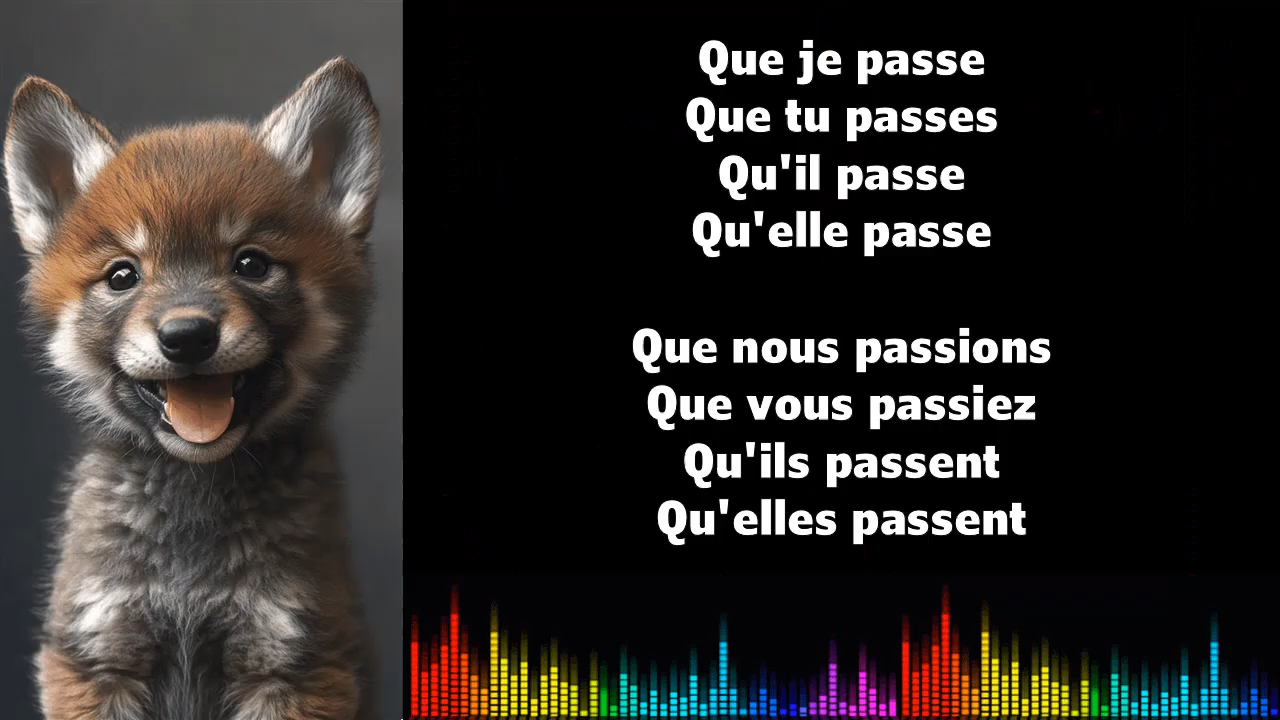 Que je passe
Que tu passes
Qu'il passe
Qu'elle passe
Que nous passions
Que vous passiez
Qu'ils passent
Qu'elles passent